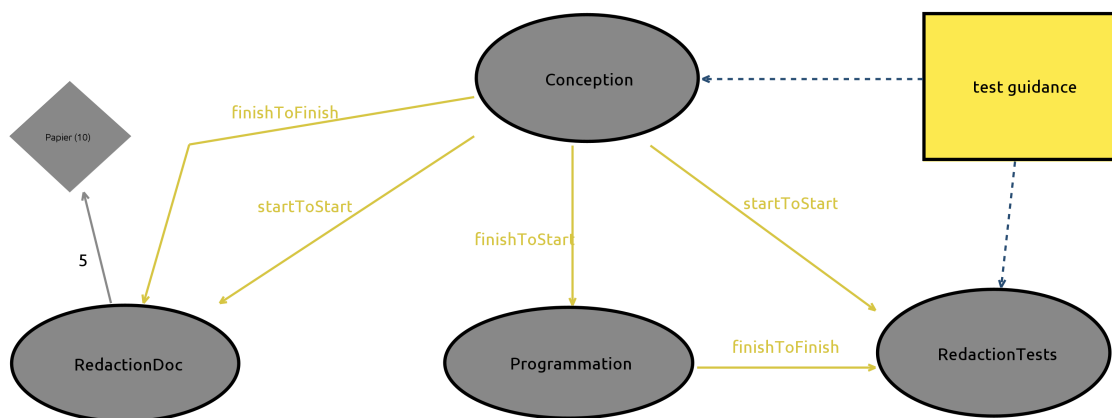 Conception
test guidance
finishToFinish
Papier (10)
startToStart
startToStart
finishToStart
5
finishToFinish
RedactionDoc
Programmation
RedactionTests